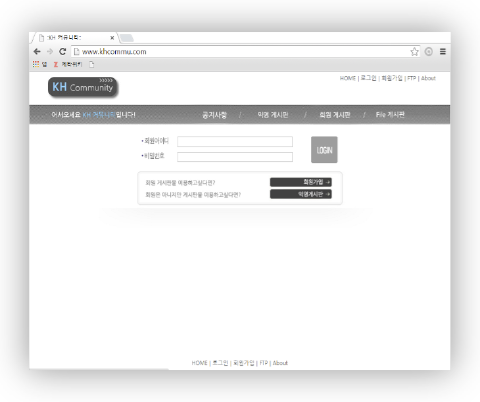 :: KH 커뮤니티::
www.khcommu.com
앱
KH Community
HOME | 로그인 | 회원가입 | FTP | About
어서오세요 KH 커뮤니티입니다!
공지사항 / 익명 게시판 / 회원 게시판 / File 게시판
회원아이디
비밀번호
LOGIN
회원 게시판을 이용하고싶다면?
회원가입 →
회원은 아니지만 게시판을 이용하고싶다면?
익명게시판 →
HOME | 로그인 | 회원가입 | FTP | About